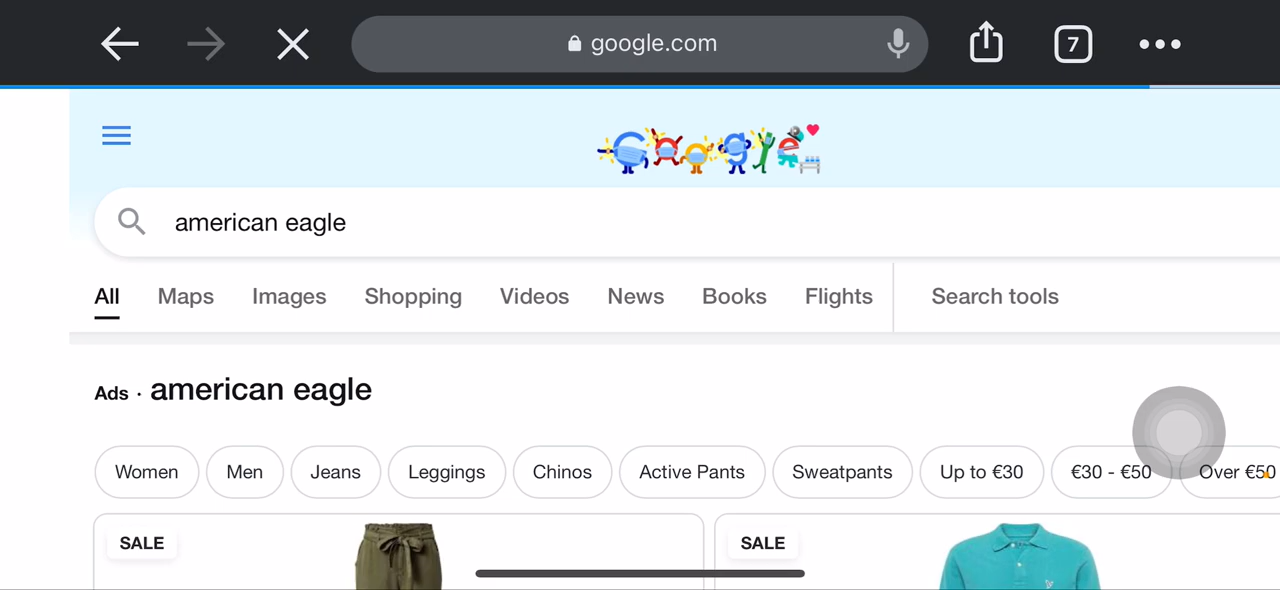 google.com
7
Google
american eagle
All Maps Images Shopping Videos News Books Flights Search tools
Ads · american eagle
Women Men Jeans Leggings Chinos Active Pants Sweatpants Up to €30 €30 - €50 Over €50
SALE SALE